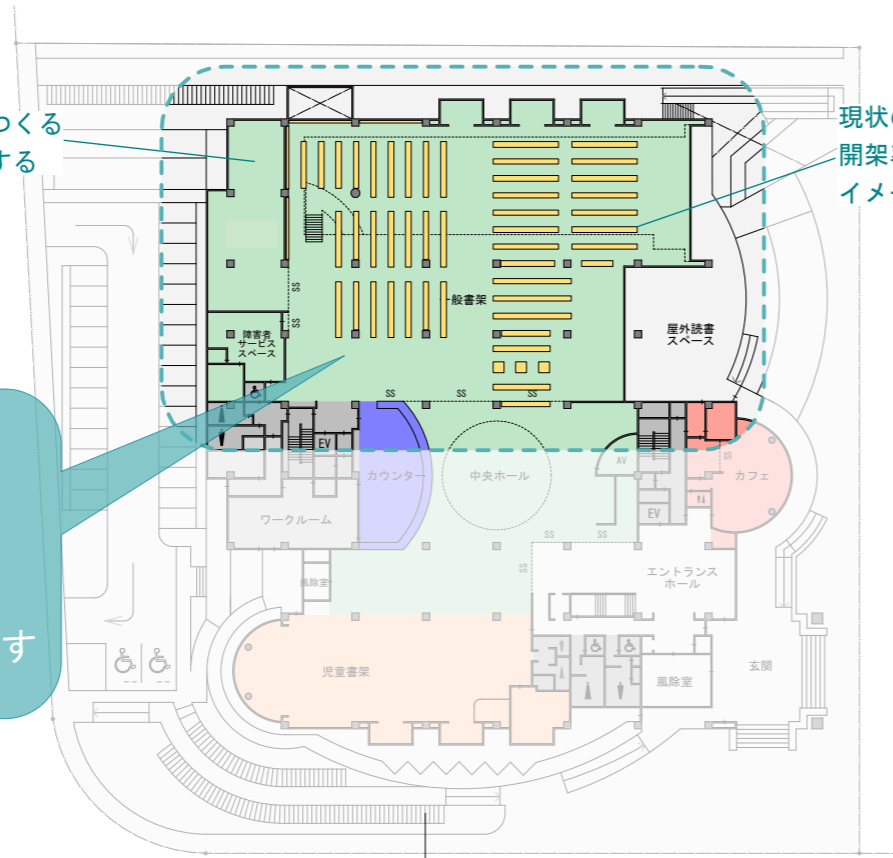 つくる
する
現状の
開架
イメ
SS
SS
一般書架
障害者
サービス
スペース
屋外読書
スペース
SS
SS
SS
EV
カウンター
中央ホール
AV
SS
カフェ
ワークルーム
EV
SS
SS
SS
エントランス
ホール
風除室
す
児童書架
風除室
玄関